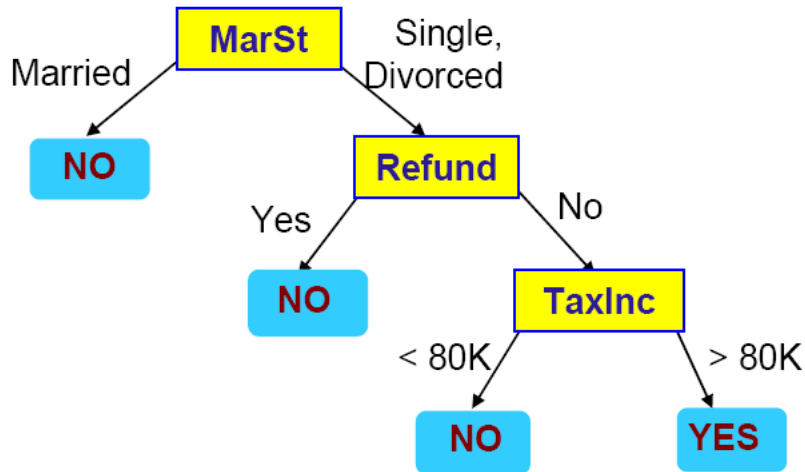 MarSt
Married
Single,
Divorced
NO
Refund
Yes
No
NO
TaxInc
< 80K
> 80K
NO
YES